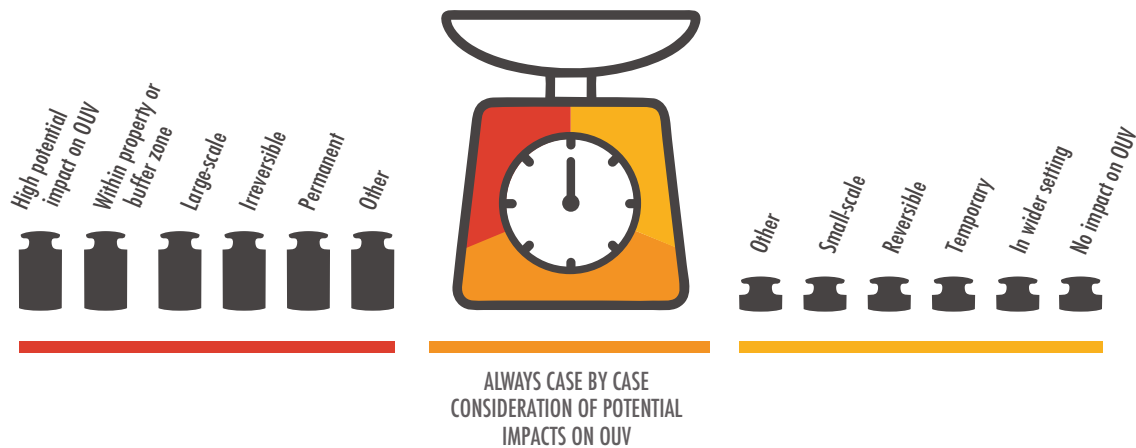 High potential
impact on OUV
Within property or
buffer zone
Large-scale
Irreversible
Permanent
Other
Other
Small-scale
Reversible
Temporary
In wider setting
No impact on OUV
ALWAYS CASE BY CASE
CONSIDERATION OF POTENTIAL
IMPACTS ON OUV